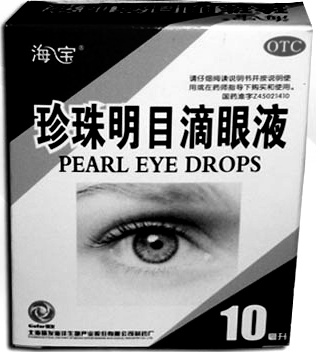 海宝
OTC
请仔细阅读说明书并按说明使
用或在药师指导下购买和使用。
国药准字Z45021410
珍珠明目滴眼液
PEARL EYE DROPS
10
毫升